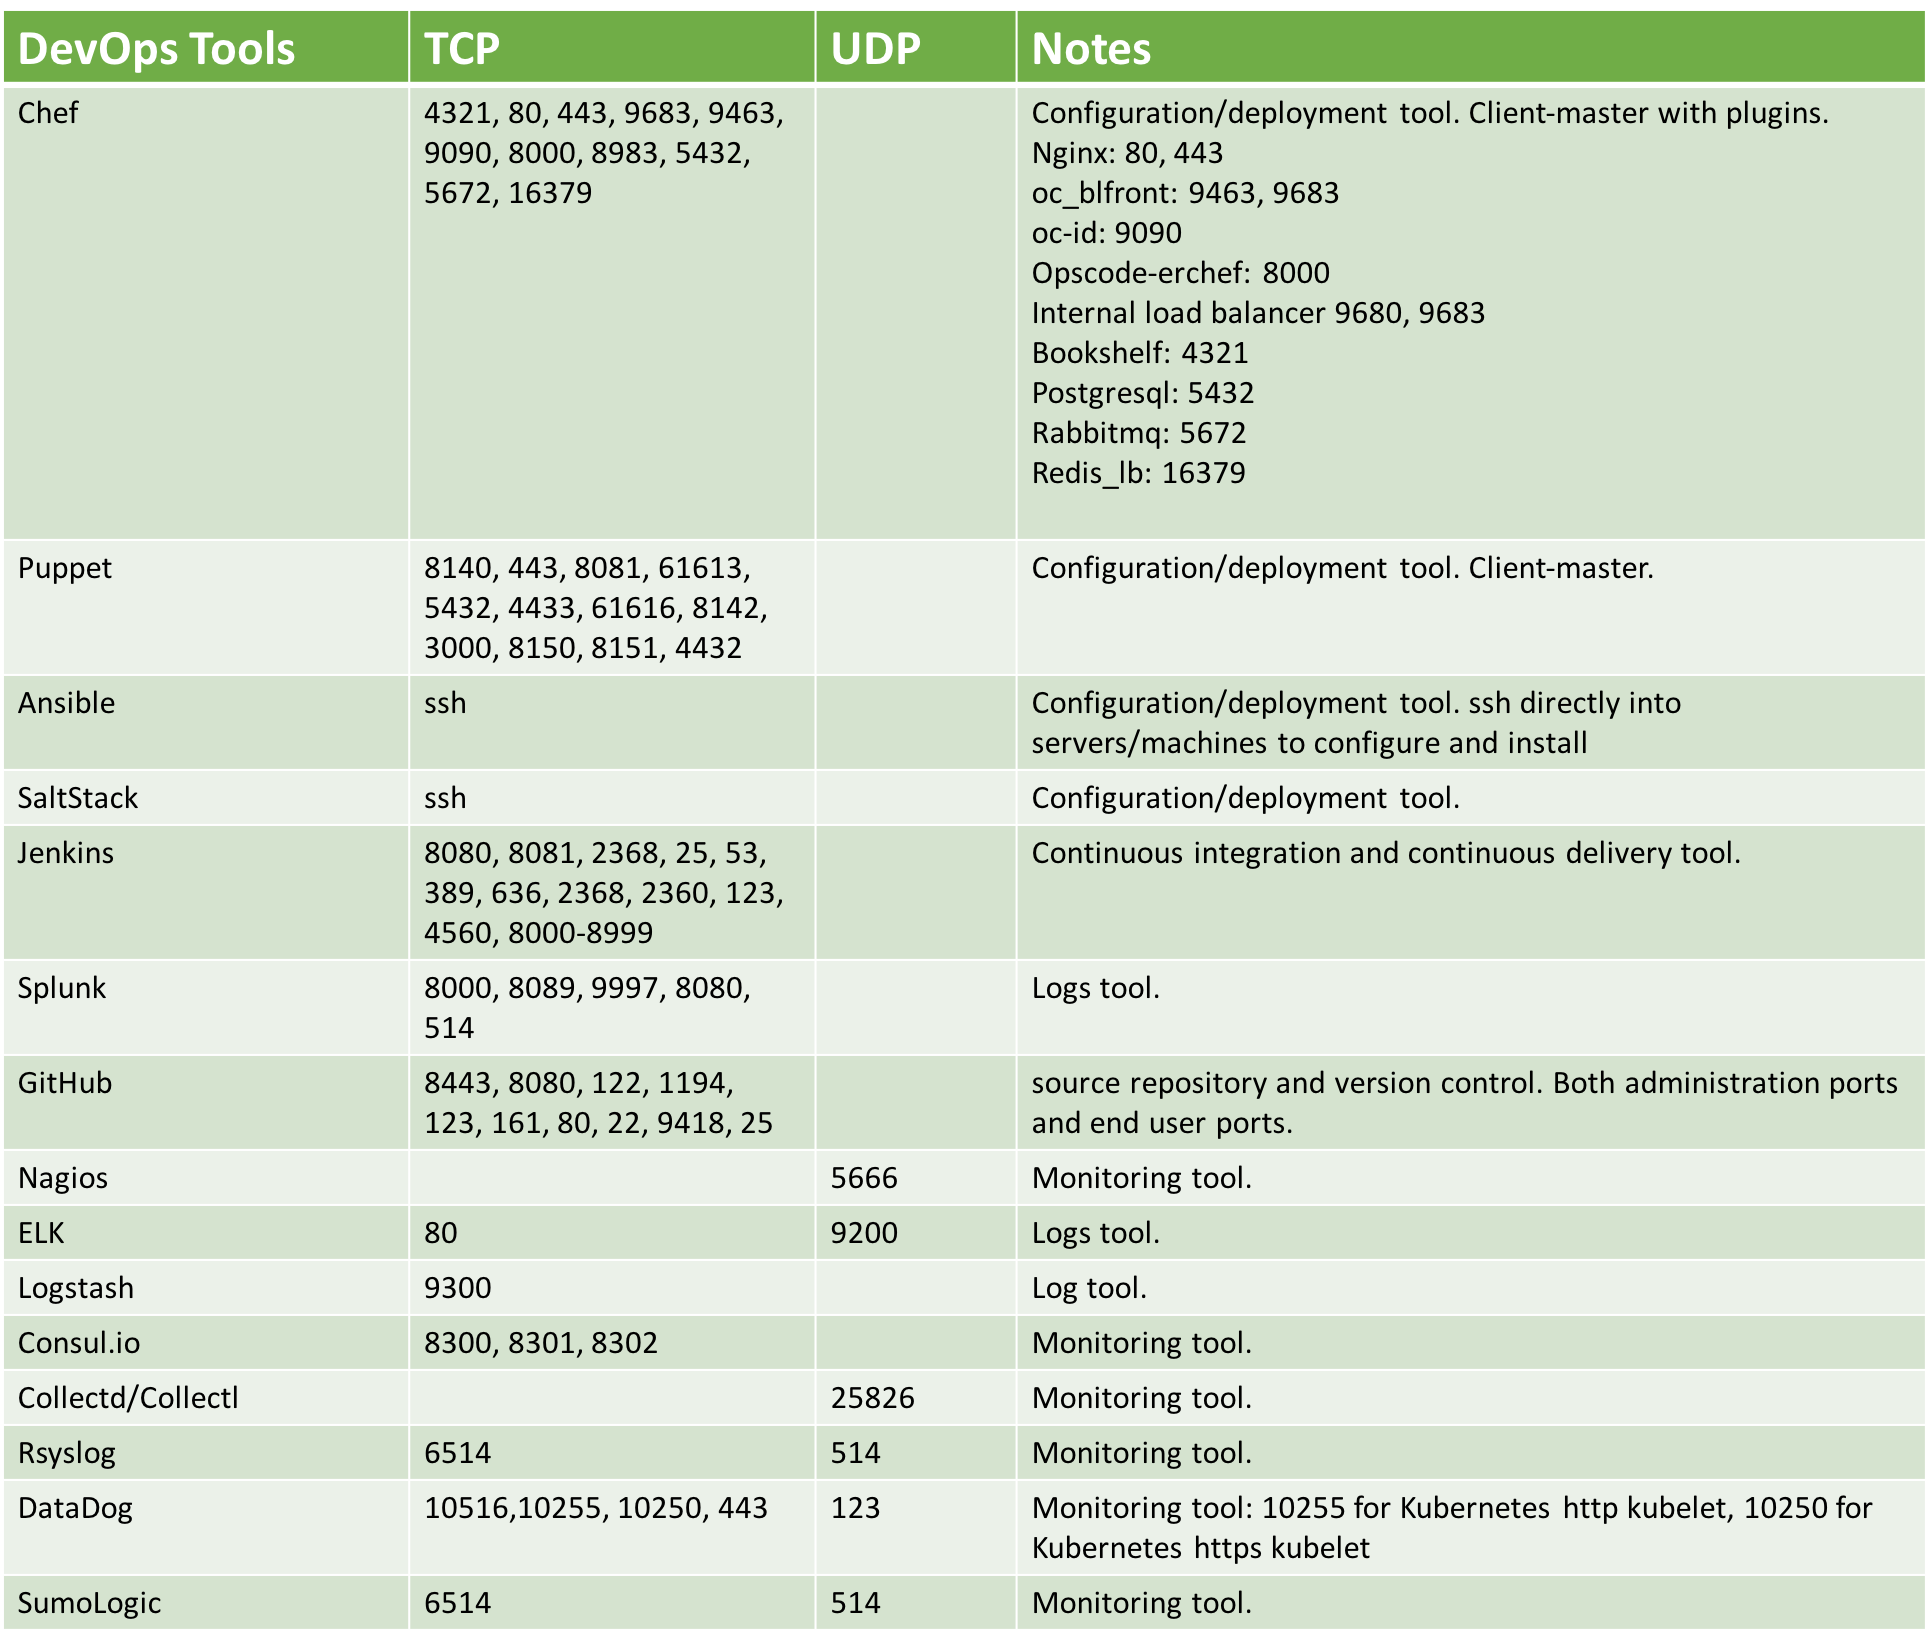 DevOps Tools TCP UDP Notes
Chef 4321, 80, 443, 9683, 9463, Configuration/deployment tool. Client-master with plugins.
9090, 8000, 8983, 5432, Nginx: 80, 443
5672, 16379 oc_blfront: 9463, 9683
oc-id: 9090
Opscode-erchef: 8000
Internal load balancer 9680, 9683
Bookshelf: 4321
Postgresql: 5432
Rabbitmq: 5672
Redis_lb: 16379
Puppet 8140, 443, 8081, 61613, Configuration/deployment tool. Client-master.
5432, 4433, 61616, 8142,
3000, 8150, 8151, 4432
Ansible ssh Configuration/deployment tool. ssh directly into
servers/machines to configure and install
SaltStack ssh Configuration/deployment tool.
Jenkins 8080, 8081, 2368, 25, 53, Continuous integration and continuous delivery tool.
389, 636, 2368, 2360, 123,
4560, 8000-8999
Splunk 8000, 8089, 9997, 8080, Logs tool.
514
GitHub 8443, 8080, 122, 1194, source repository and version control. Both administration ports
123, 161, 80, 22, 9418, 25 and end user ports.
Nagios 5666 Monitoring tool.
ELK 80 9200 Logs tool.
Logstash 9300 Log tool.
Consul.io 8300, 8301, 8302 Monitoring tool.
Collectd/Collectl 25826 Monitoring tool.
Rsyslog 6514 514 Monitoring tool.
DataDog 10516,10255, 10250, 443 123 Monitoring tool: 10255 for Kubernetes http kubelet, 10250 for
Kubernetes https kubelet
SumoLogic 6514 514 Monitoring tool.